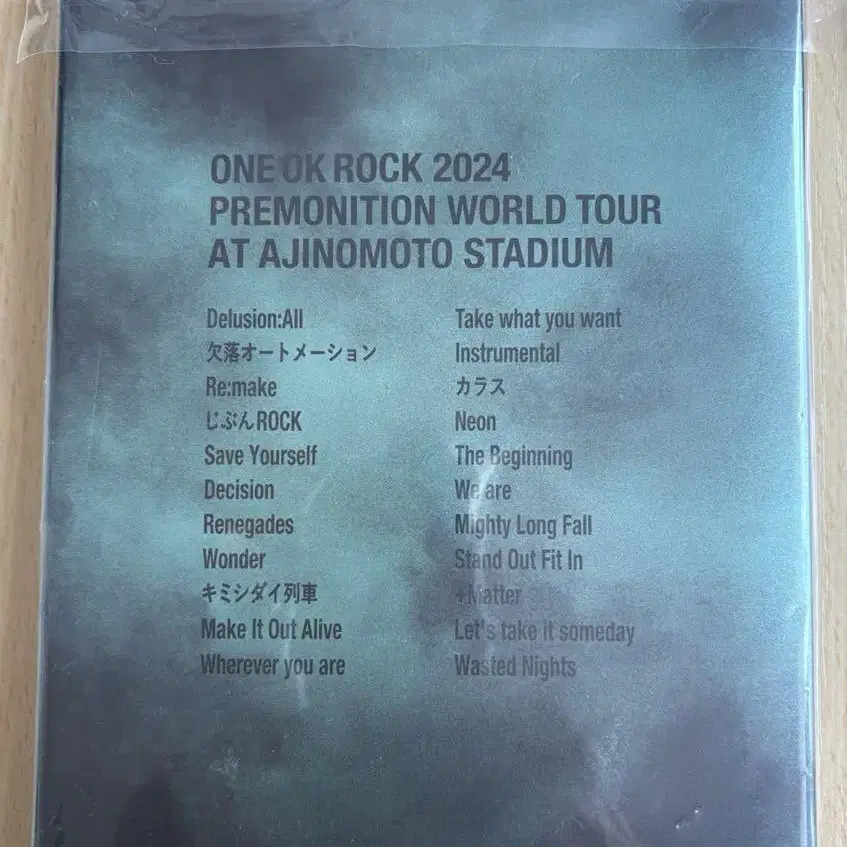 ONE OK ROCK 2024
PREMONITION WORLD TOUR
AT AJINOMOTO STADIUM
Delusion:All
欠落オートメーション
Re:make
じぶんROCK
Save Yourself
Decision
Renegades
Wonder
キミシダイ列車
Make It Out Alive
Wherever you are
Take what you want
Instrumental
カラス
Neon
The Beginning
We are
Mighty Long Fall
Stand Out Fit In
+Matter
Let's take it someday
Wasted Nights